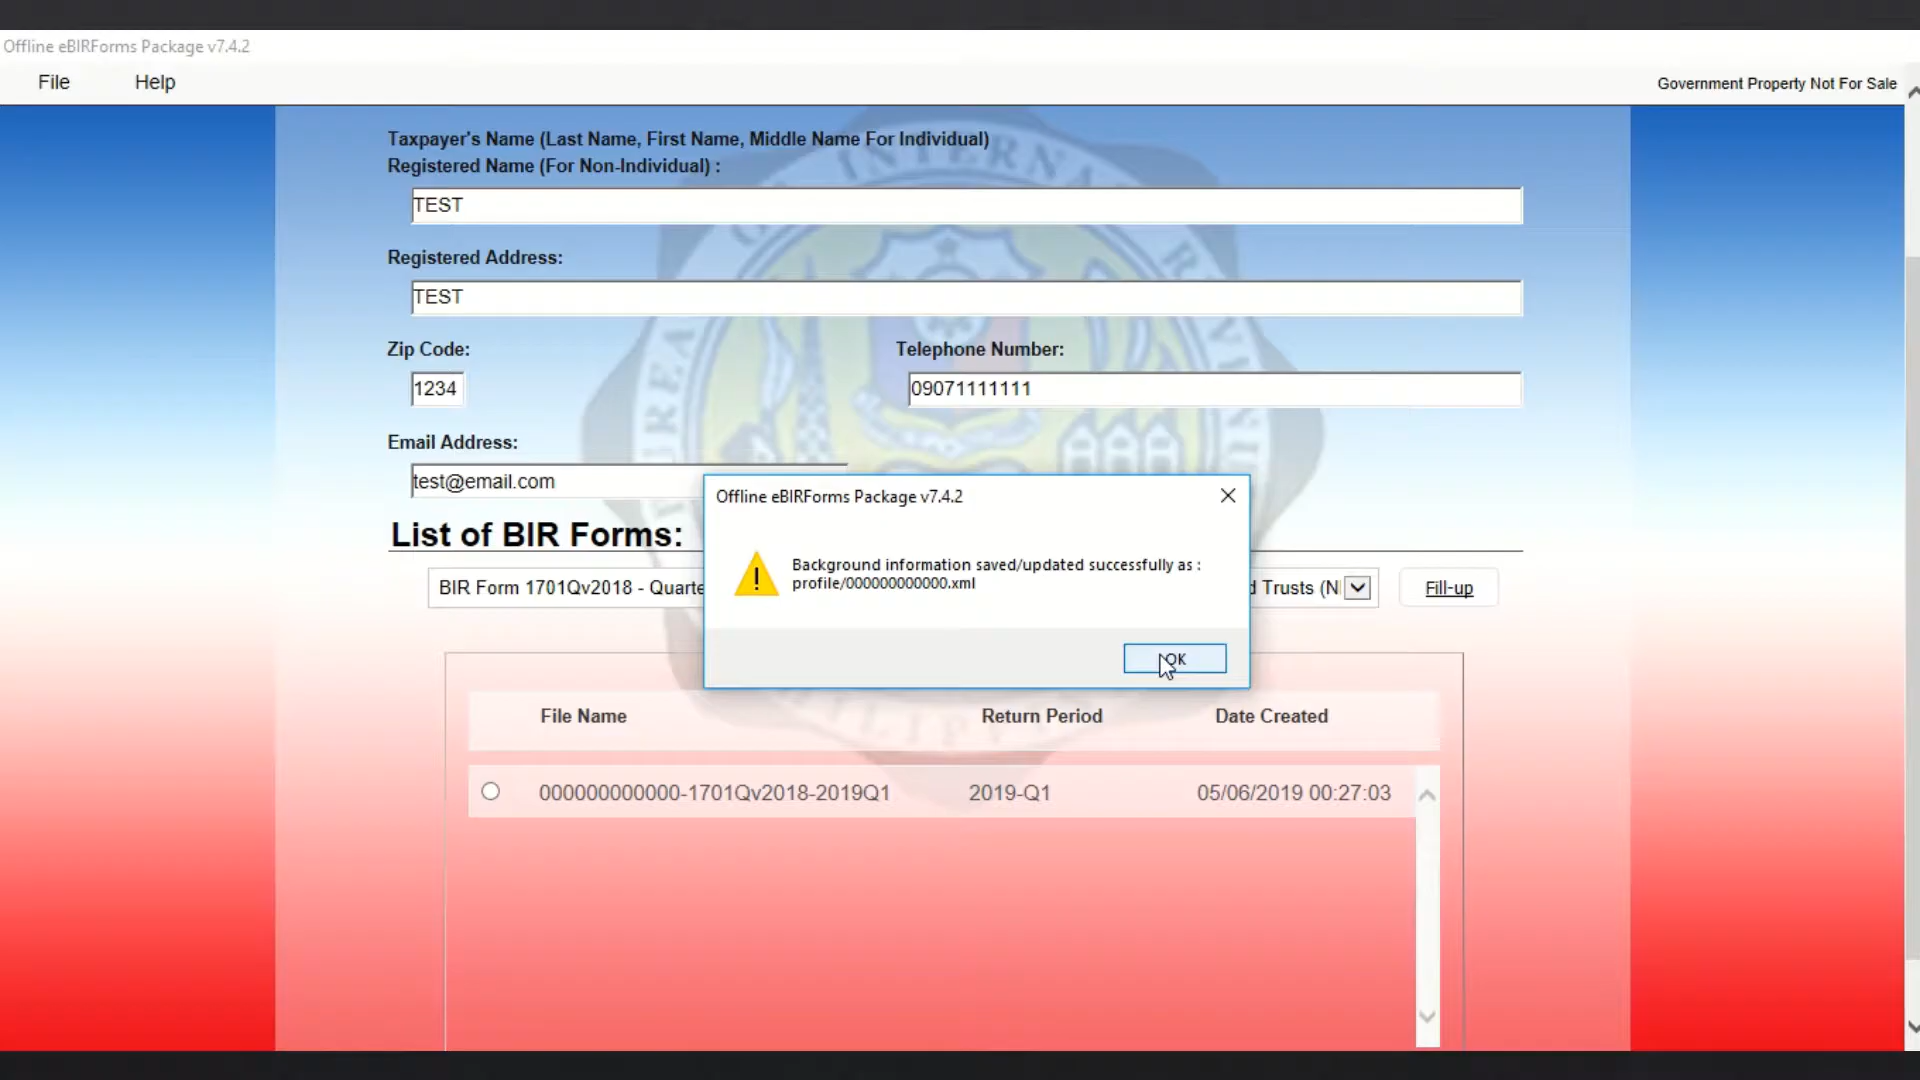 Offline eBIRForms Package v7.4.2
File Help Government Property Not For Sale
Taxpayer's Name (Last Name, First Name, Middle Name For Individual)
Registered Name (For Non-Individual) :
TEST
Registered Address:
TEST
Zip Code: Telephone Number:
1234 09071111111
Email Address:
test@email.com
List of BIR Forms:
BIR Form 1701Qv2018 - Quarte d Trusts (N Fill-up
Offline eBIRForms Package v7.4.2
Background information saved/updated successfully as :
profile/000000000000.xml
OK
File Name Return Period Date Created
000000000000-1701Qv2018-2019Q1 2019-Q1 05/06/2019 00:27:03